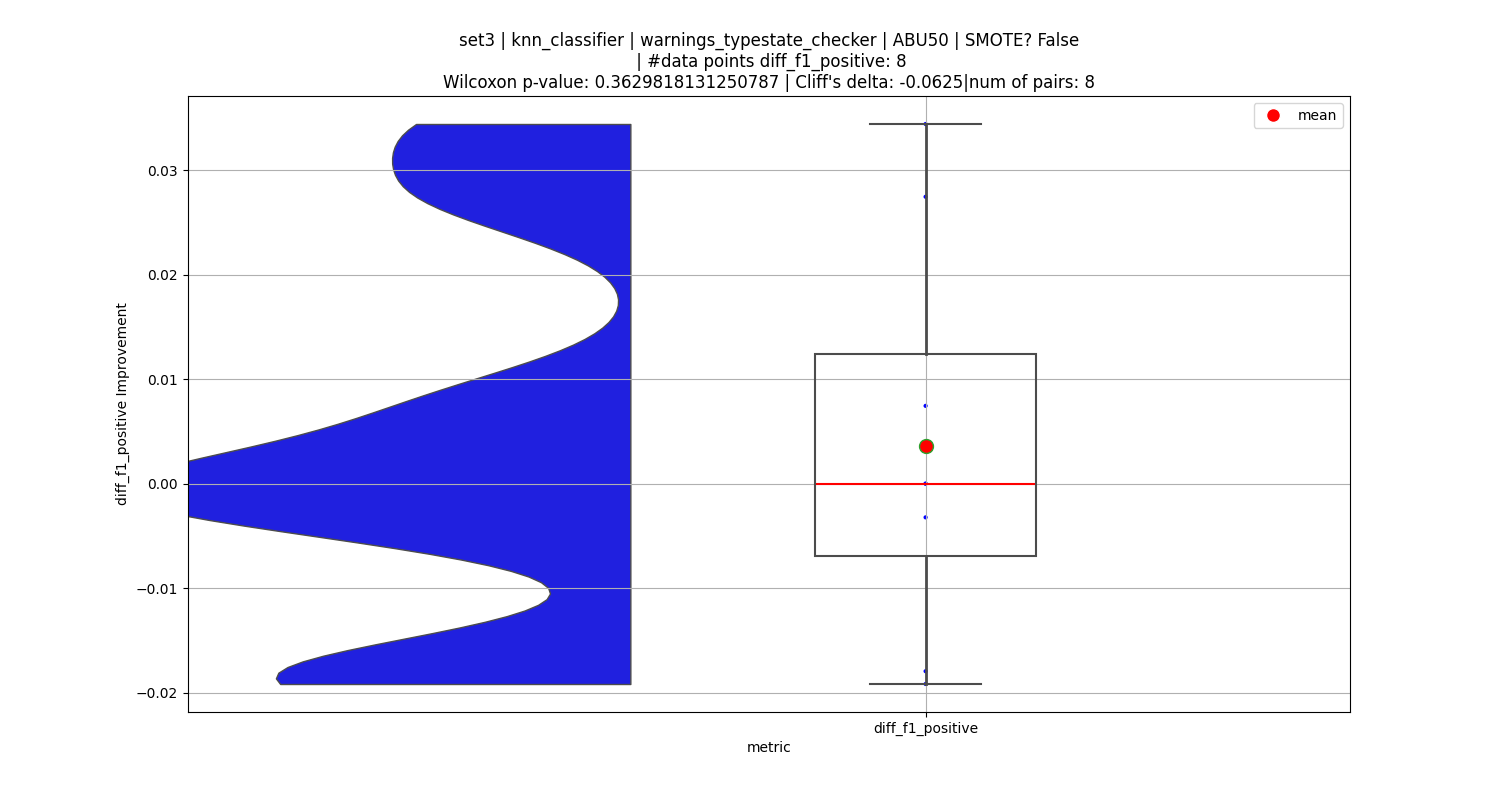 set3 | knn_classifier | warnings_typestate_checker | ABU50 | SMOTE? False
| #data points diff_f1_positive: 8
Wilcoxon p-value: 0.3629818131250787 | Cliff's delta: -0.0625|num of pairs: 8
mean
0.03
0.02
0.01
0.00
−0.01
−0.02
diff_f1_positive Improvement
diff_f1_positive
metric